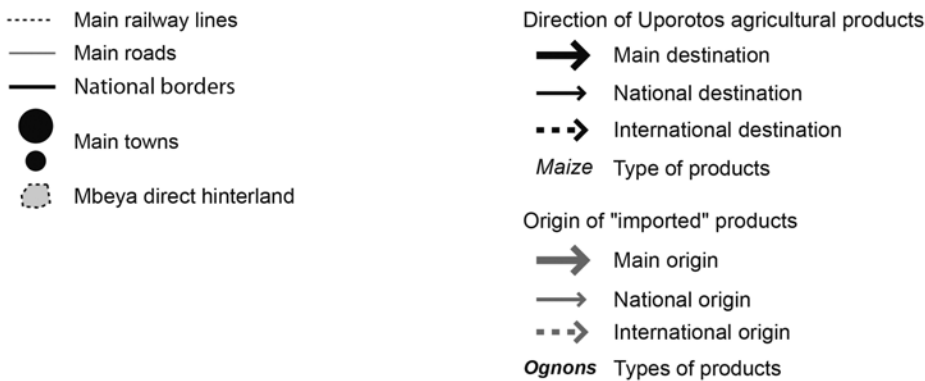 Main railway lines
Main roads
National borders
Main towns
Mbeya direct hinterland
Direction of Uporotos agricultural products
Main destination
National destination
International destination
Maize Type of products
Origin of "imported" products
Main origin
National origin
International origin
Ognons Types of products